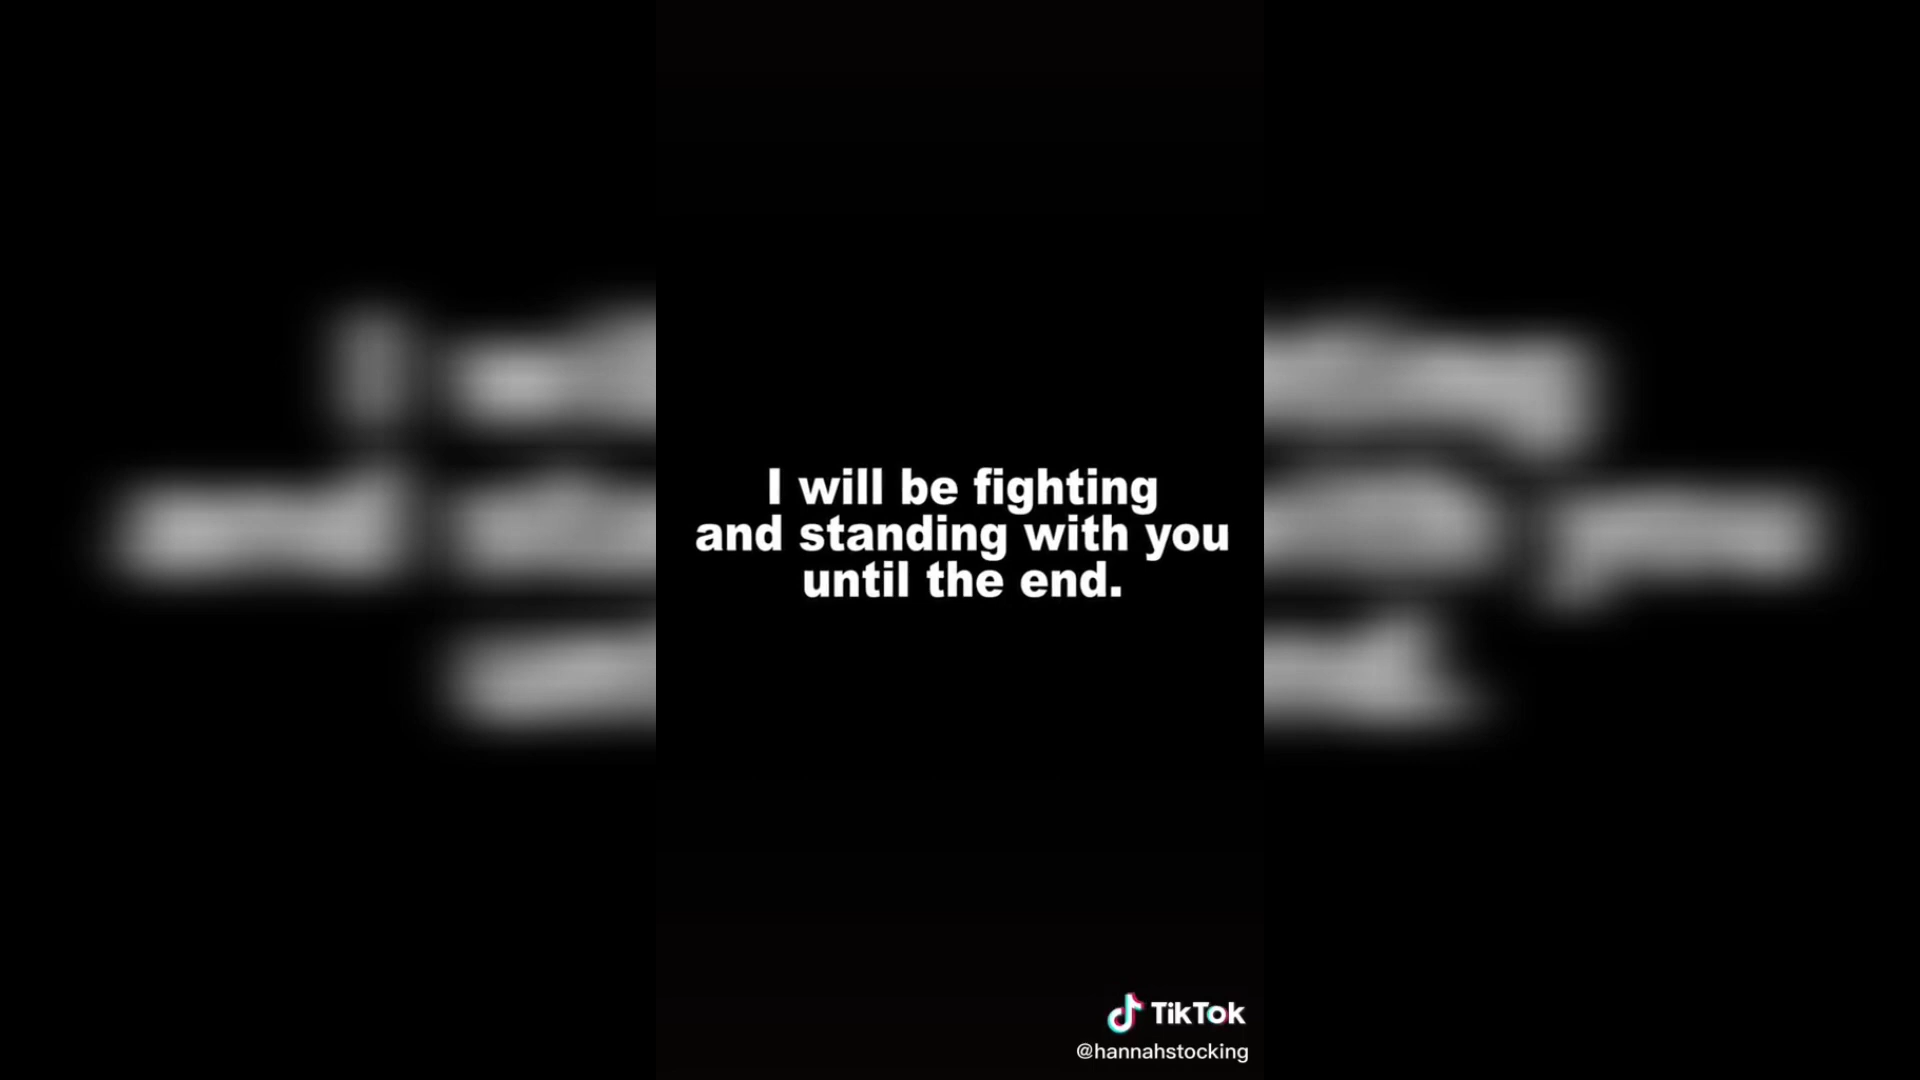 I will be fighting
and standing with you
until the end.
TikTok
@hannahstocking